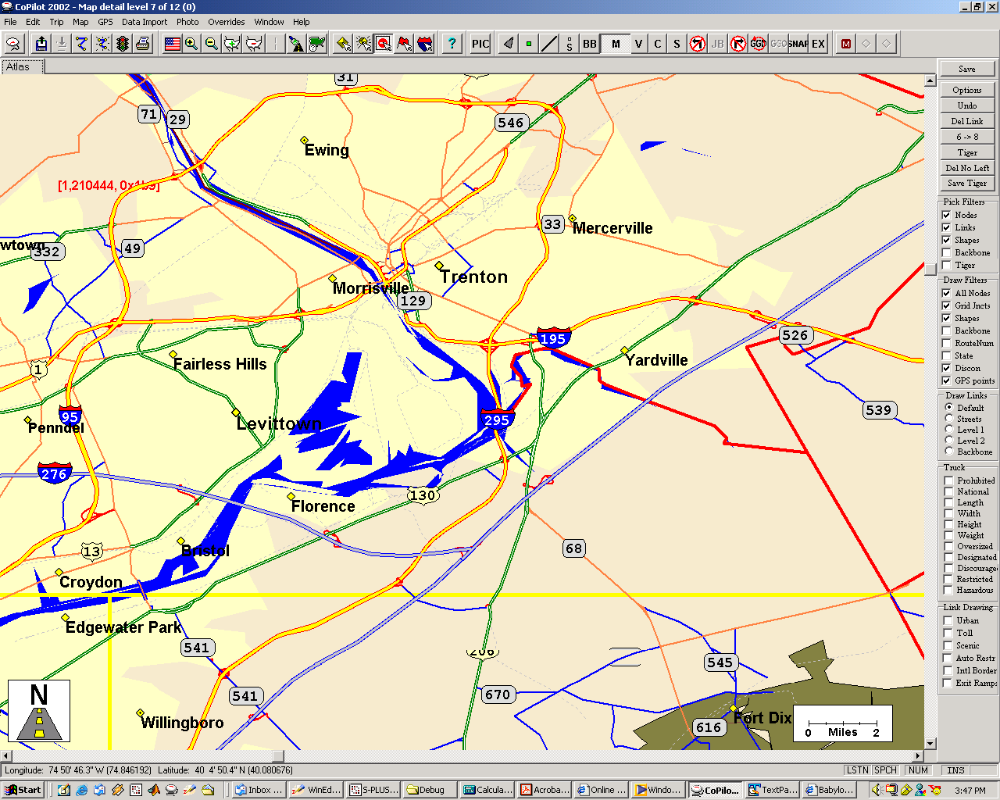 CoPilot 2002 - Map detail level 7 of 12 (0)
File Edit Trip Map GPS Data Import Photo Overrides Window Help
? PIC S BB M V C S JB GGO GGO SNAP EX M
Atlas
Save
Options
Undo
Del Link
6 -> 8
Tiger
Del No Left
Save Tiger
Pick Filters
Nodes
Links
Shapes
Backbone
Tiger
Draw Filters
All Nodes
Grid Jncts
Shapes
Backbone
RouteNum
State
Discon
GPS points
Draw Links
Default
Streets
Level 1
Level 2
Backbone
Truck
Prohibited
National
Length
Width
Height
Weight
Oversized
Designated
Discourage
Restricted
Hazardous
Link Drawing
Urban
Toll
Scenic
Auto Restr
Intl Border
Exit Ramps
31
71
29
546
Ewing
[1,210444, 0x1b9]
33
Mercerville
wtown
332
49
Trenton
Morrisville
129
195
526
Yardville
Fairless Hills
1
539
95
Penndel
Levittown
295
276
130
Florence
68
13
Bristol
Croydon
Edgewater Park
541
206
545
541
670
Willingboro
616
Fort Dix
N
0 Miles 2
Longitude: 74 50' 46.3" W (74.846192) Latitude: 40 4' 50.4" N (40.080676)
LSTN SPCH NUM INS
Start
Inbox ...
WinEd...
S-PLUS...
Debug
Calcula...
Acroba...
Online ...
Windo...
CoPilo...
TextPa...
Babylo...
3:47 PM